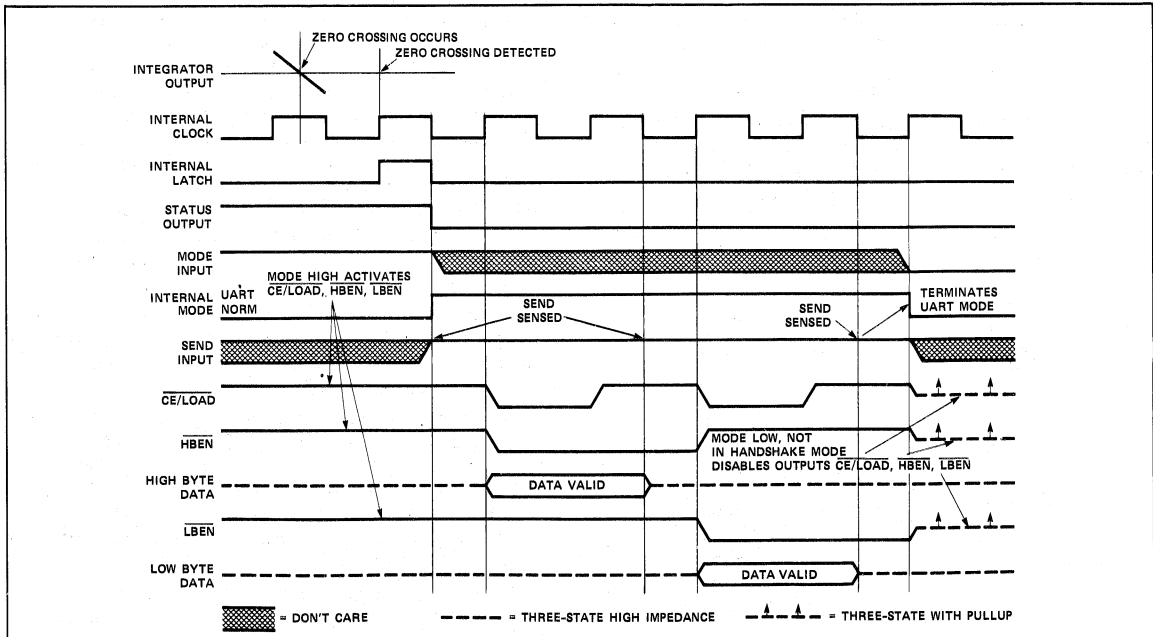 ZERO CROSSING OCCURS
ZERO CROSSING DETECTED
INTEGRATOR
OUTPUT
INTERNAL
CLOCK
INTERNAL
LATCH
STATUS
OUTPUT
MODE
INPUT
MODE HIGH ACTIVATES
CE/LOAD, HBEN, LBEN
INTERNAL
MODE
UART
NORM
SEND
SENSED
SEND
SENSED
TERMINATES
UART MODE
SEND
INPUT
CE/LOAD
HBEN
MODE LOW, NOT
IN HANDSHAKE MODE
DISABLES OUTPUTS CE/LOAD, HBEN, LBEN
HIGH BYTE
DATA
DATA VALID
LBEN
LOW BYTE
DATA
DATA VALID
= DON'T CARE
= THREE-STATE HIGH IMPEDANCE
= THREE-STATE WITH PULLUP